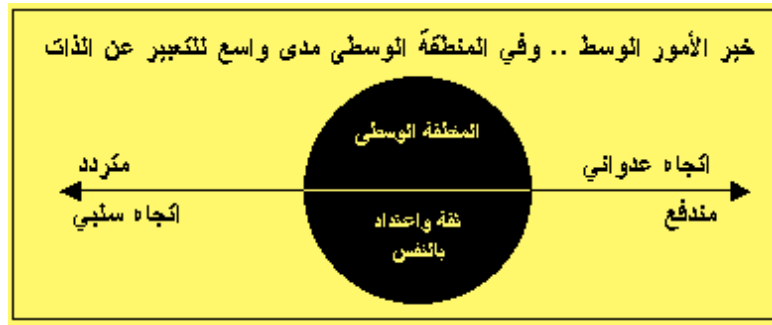 خير الأمور الوسط .. وفي المنطقة الوسطى مدى واسع للتعبير عن الذات
المنطقة الوسطى
اتجاه عدواني
متردد
مندفع
ثقة واعتداد
بالنفس
اتجاه سلبي